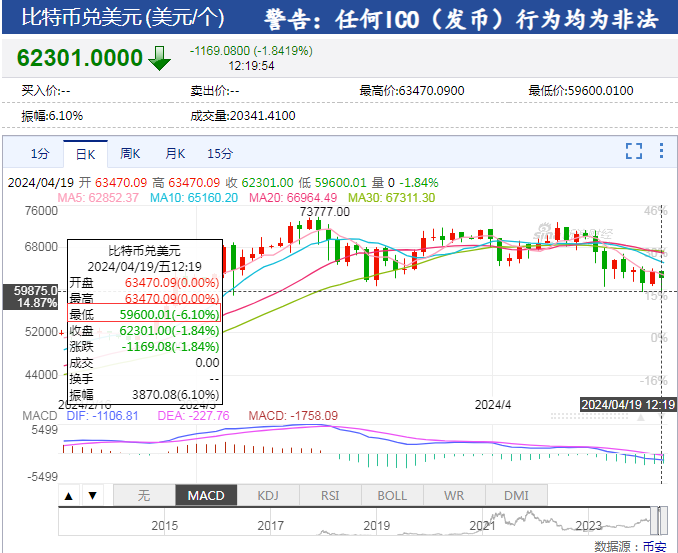 比特币兑美元 (美元/个) 警告：任何ICO（发币）行为均为非法
62301.0000 -1169.0800 (-1.8419%)
12:19:54
买入价:-- 卖出价:-- 最高价:63470.0900 最低价:59600.0100
振幅:6.10% 成交量:20341.4100
1分 日K 周K 月K 15分
2024/04/19 开 63470.09 高 63470.09 收 62301.00 低 59600.01 量 0 -1.84%
MA5: 62852.37 MA10: 65160.20 MA20: 66964.49 MA30: 67311.30
76000 73777.00 46%
68000
比特币兑美元
2024/04/19/五12:19
开盘 63470.09(0.00%)
59875.0
最高 63470.09(0.00%)
14.87% 15%
最低 59600.01(-6.10%)
收盘 62301.00(-1.84%)
52000 0%
涨跌 -1169.08(-1.84%)
成交 0.00
44000 -16%
换手 --
振幅 3870.08(6.10%)
2024/4 2024/04/19 12:19
MACD DIF: -1106.81 DEA: -227.76 MACD: -1758.09
5499
-5499
▲ ▼ 无 MACD KDJ RSI BOLL WR DMI
2015 2017 2019 2021 2023
数据源：币安